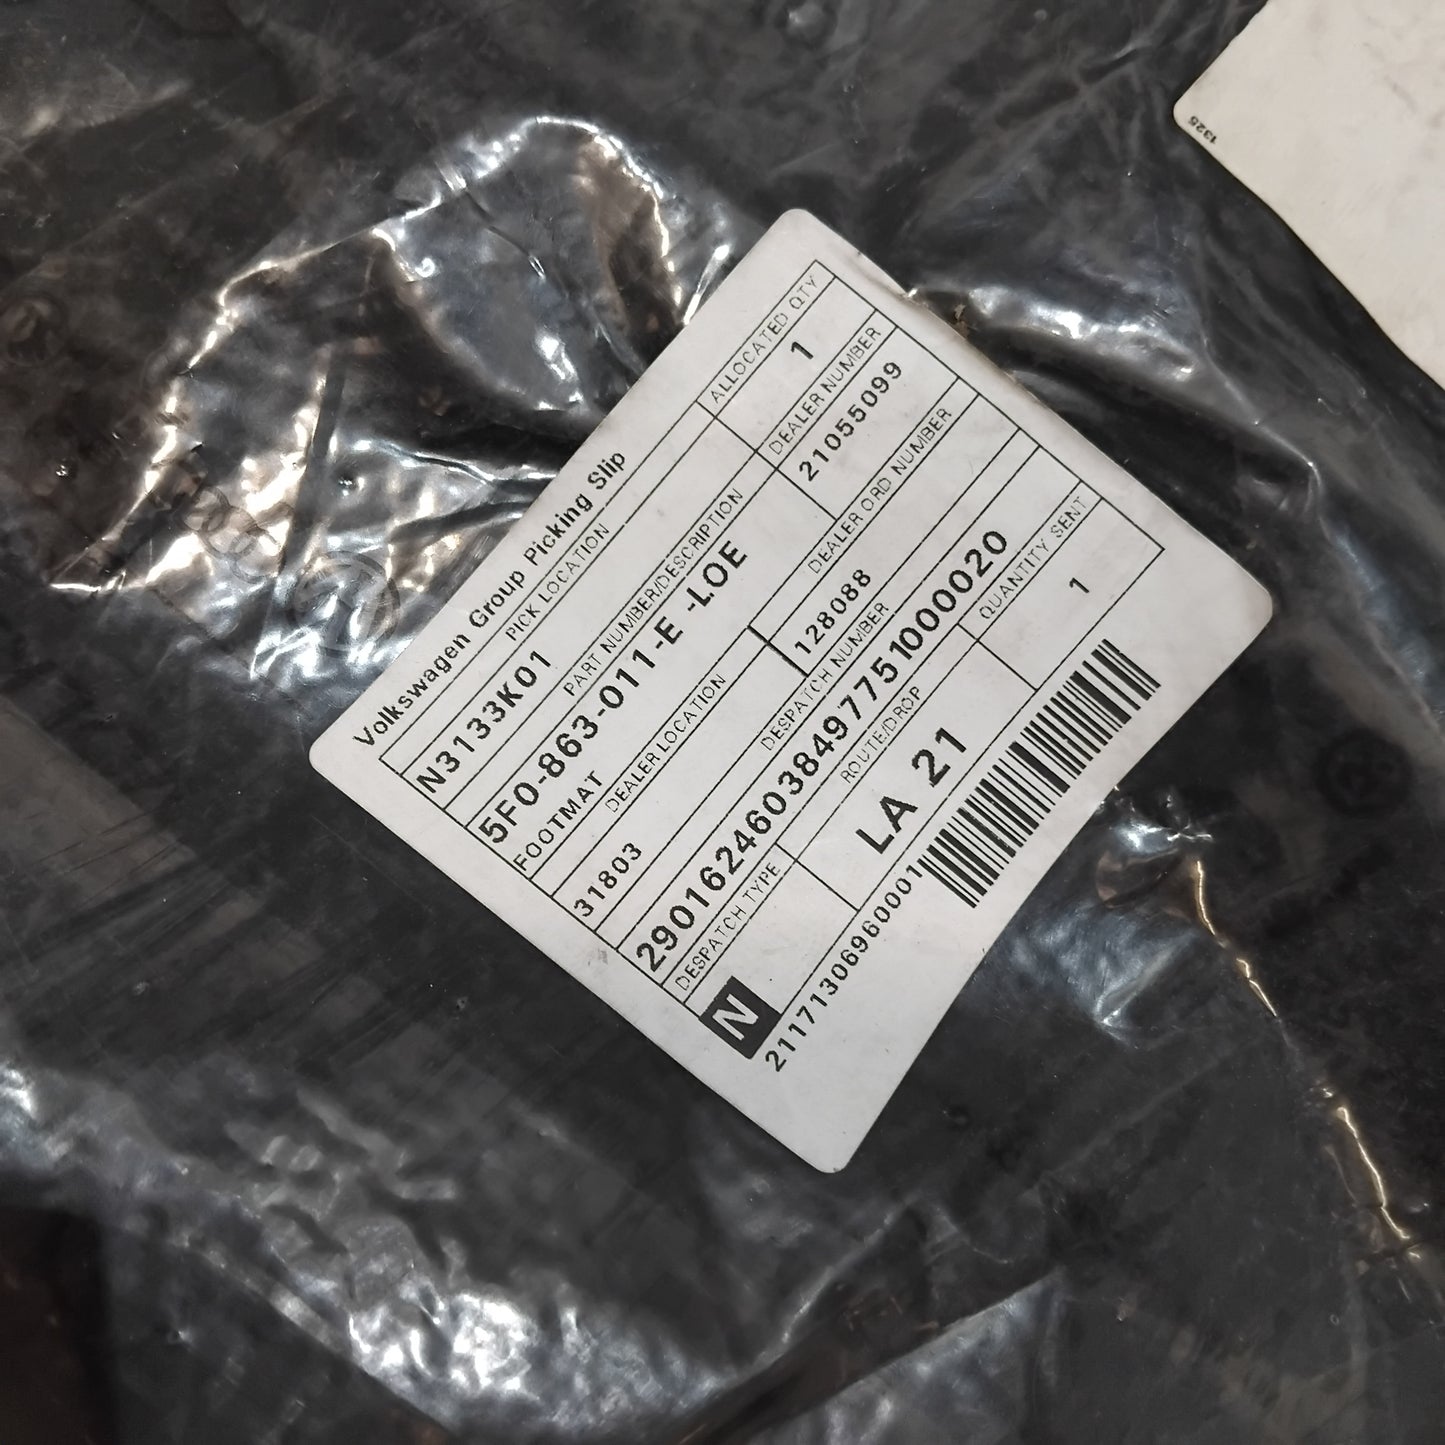 Volkswagen Group Picking Slip
PICK LOCATION
ALLOCATED QTY
N3133K01
1
PART NUMBER/DESCRIPTION
DEALER NUMBER
5F0-863-011-E -LOE
21055099
FOOTMAT
DEALER LOCATION
DEALER ORD NUMBER
31803
128088
DESPATCH NUMBER
29016246038497751000020
DESPATCH TYPE
ROUTE/DROP
QUANTITY SENT
N
LA 21
1
2117130696960001
1325